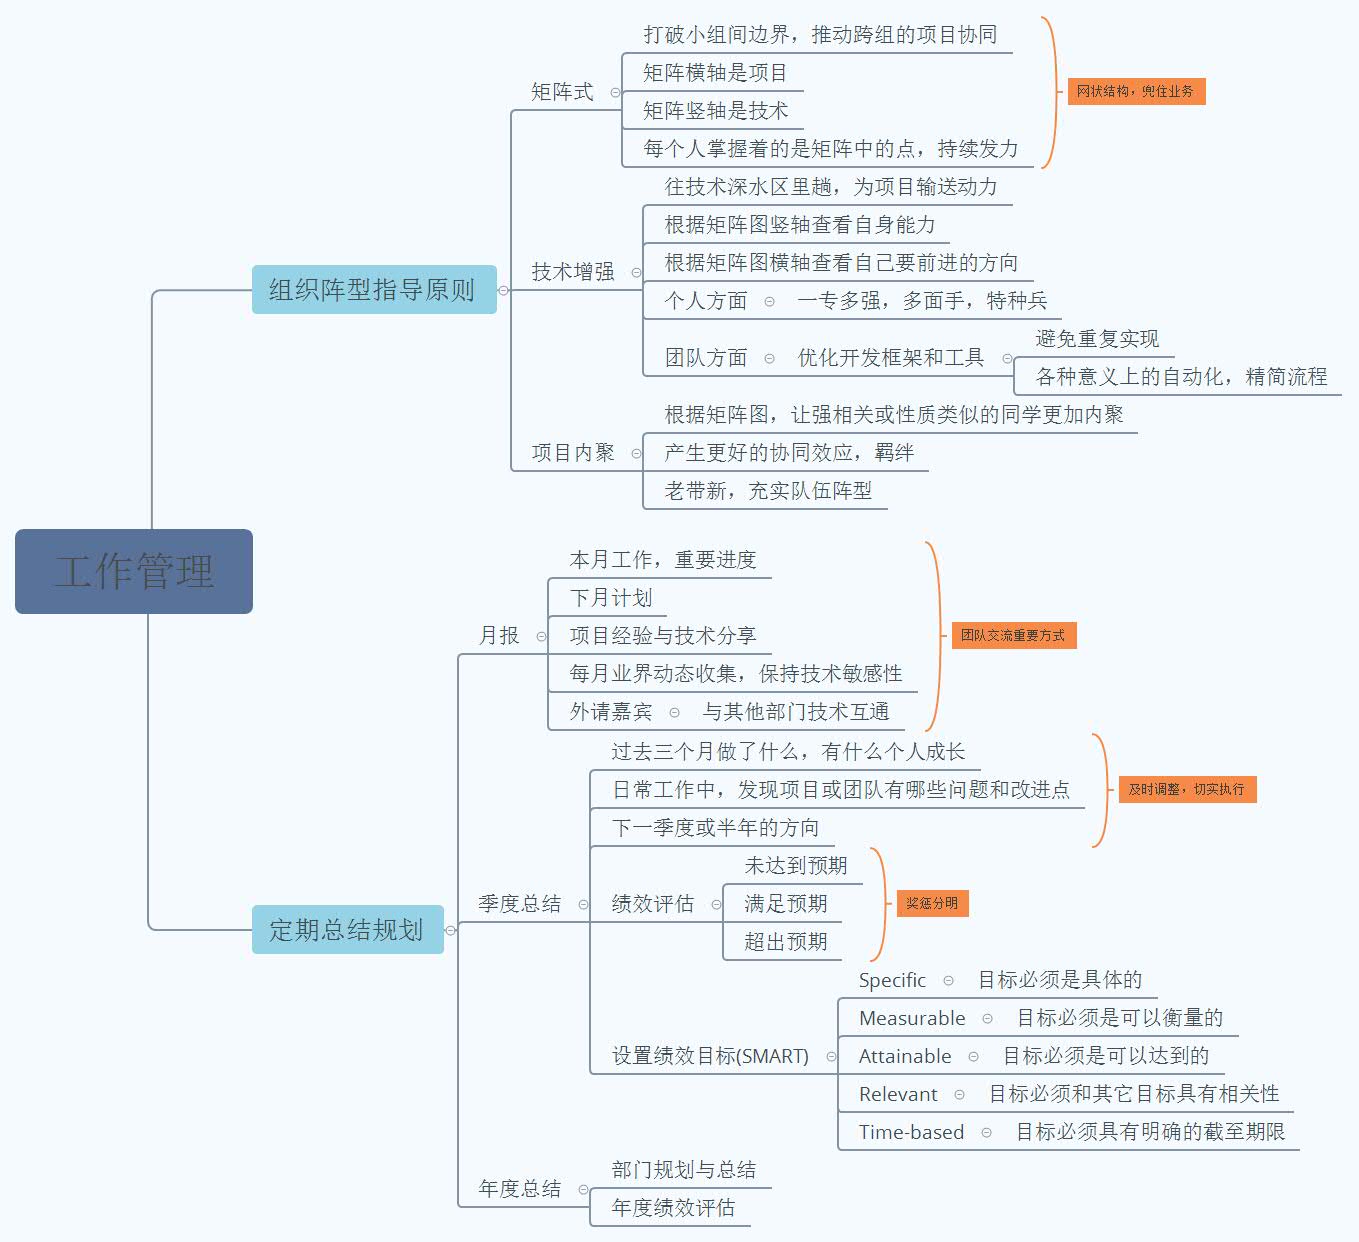 工作管理
组织阵型指导原则
矩阵式
打破小组间边界，推动跨组的项目协同
矩阵横轴是项目
矩阵竖轴是技术
每个人掌握着的是矩阵中的点，持续发力
网状结构，兜住业务
技术增强
往技术深水区里趟，为项目输送动力
根据矩阵图竖轴查看自身能力
根据矩阵图横轴查看自己要前进的方向
个人方面 一专多强，多面手，特种兵
团队方面 优化开发框架和工具
避免重复实现
各种意义上的自动化，精简流程
项目内聚
根据矩阵图，让强相关或性质类似的同学更加内聚
产生更好的协同效应，羁绊
老带新，充实队伍阵型
定期总结规划
月报
本月工作，重要进度
下月计划
项目经验与技术分享
每月业界动态收集，保持技术敏感性
外请嘉宾 与其他部门技术互通
团队交流重要方式
季度总结
过去三个月做了什么，有什么个人成长
日常工作中，发现项目或团队有哪些问题和改进点
下一季度或半年的方向
及时调整，切实执行
绩效评估
未达到预期
满足预期
超出预期
奖惩分明
设置绩效目标(SMART)
Specific 目标必须是具体的
Measurable 目标必须是可以衡量的
Attainable 目标必须是可以达到的
Relevant 目标必须和其它目标具有相关性
Time-based 目标必须具有明确的截至期限
年度总结
部门规划与总结
年度绩效评估